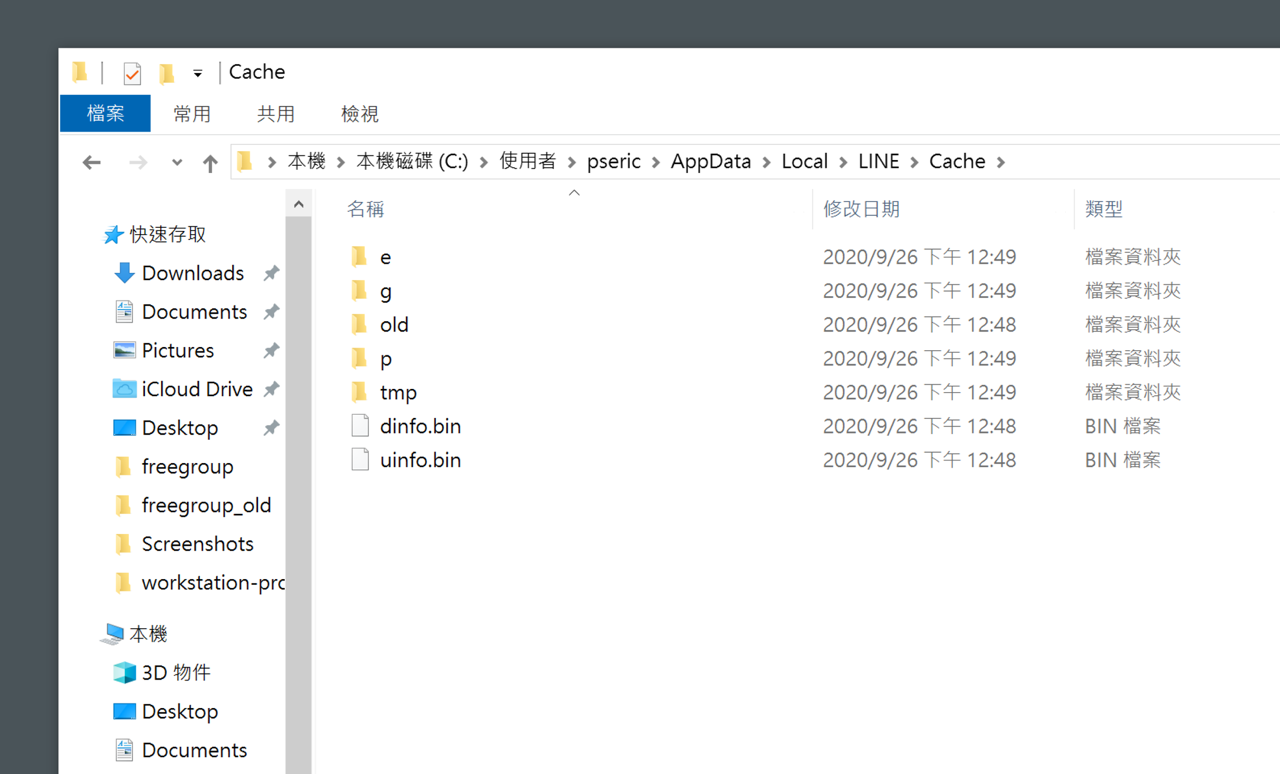 Cache
檔案 常用 共用 檢視
本機 本機磁碟 (C:) 使用者 pseric AppData Local LINE Cache
名稱 修改日期 類型
快速存取
Downloads
Documents
Pictures
iCloud Drive
Desktop
freegroup
freegroup_old
Screenshots
workstation-prc
本機
3D 物件
Desktop
Documents
e 2020/9/26 下午 12:49 檔案資料夾
g 2020/9/26 下午 12:49 檔案資料夾
old 2020/9/26 下午 12:48 檔案資料夾
p 2020/9/26 下午 12:49 檔案資料夾
tmp 2020/9/26 下午 12:49 檔案資料夾
dinfo.bin 2020/9/26 下午 12:48 BIN 檔案
uinfo.bin 2020/9/26 下午 12:48 BIN 檔案